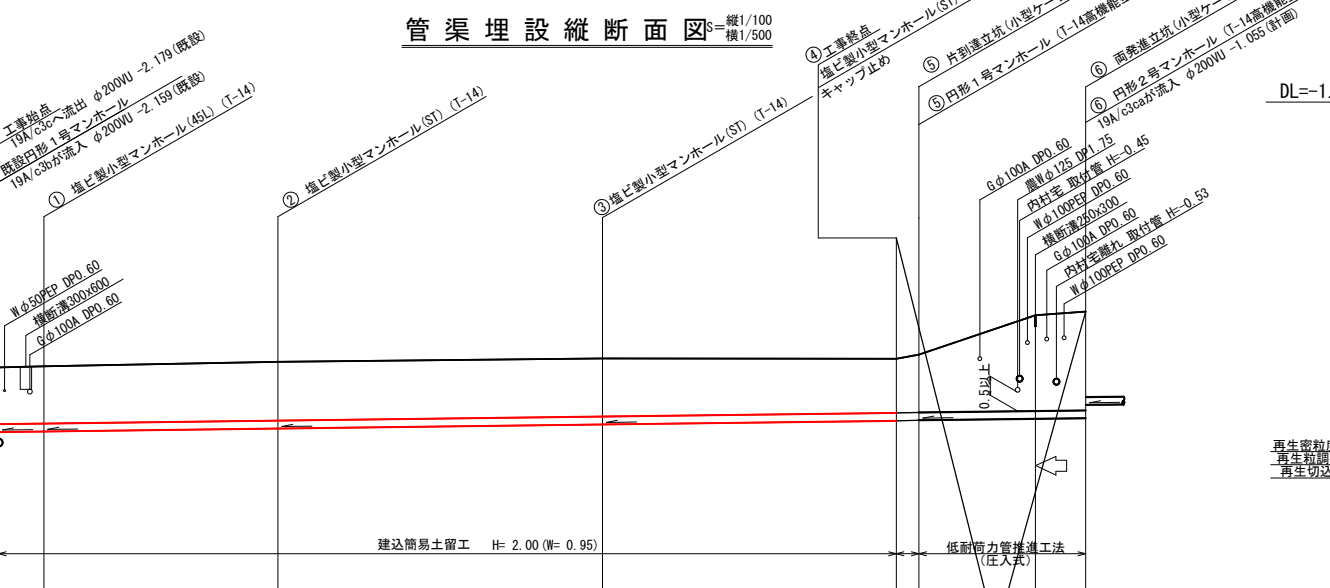 管渠埋設縦断面図 S=縦1/100 横1/500
工事始点
19A/c3cへ流出 φ200VU -2.179(既設)
既設円形1号マンホール
19A/c3bが流入 φ200VU -2.159(既設)
① 塩ビ製小型マンホール(45L) (T-14)
② 塩ビ製小型マンホール(ST) (T-14)
③ 塩ビ製小型マンホール(ST) (T-14)
④ 工事終点
塩ビ製小型マンホール(ST)
キャップ止め
⑤ 片到達立坑(小型ケー
⑤ 円形1号マンホール (T-14高機能
⑥ 両発進立坑(小型ケー
⑥ 円形2号マンホール (T-14高機能
19A/c3caが流入 φ200VU -1.055(計画)
DL=-1.
Wφ50PEP DP0.60
横断溝300x600
Gφ100A DP0.60
Gφ100A DP0.60
農Wφ125 DP1.75
内村宅 取付管 H=-0.45
Wφ100PEP DP0.60
横断溝250x300
Gφ100A DP0.60
内村宅離れ 取付管 H=-0.53
Wφ100PEP DP0.60
0.5以上
再生密粒
再生粒調
再生切込
建込簡易土留工 H= 2.00(W= 0.95)
低耐荷力管推進工法
(圧入式)